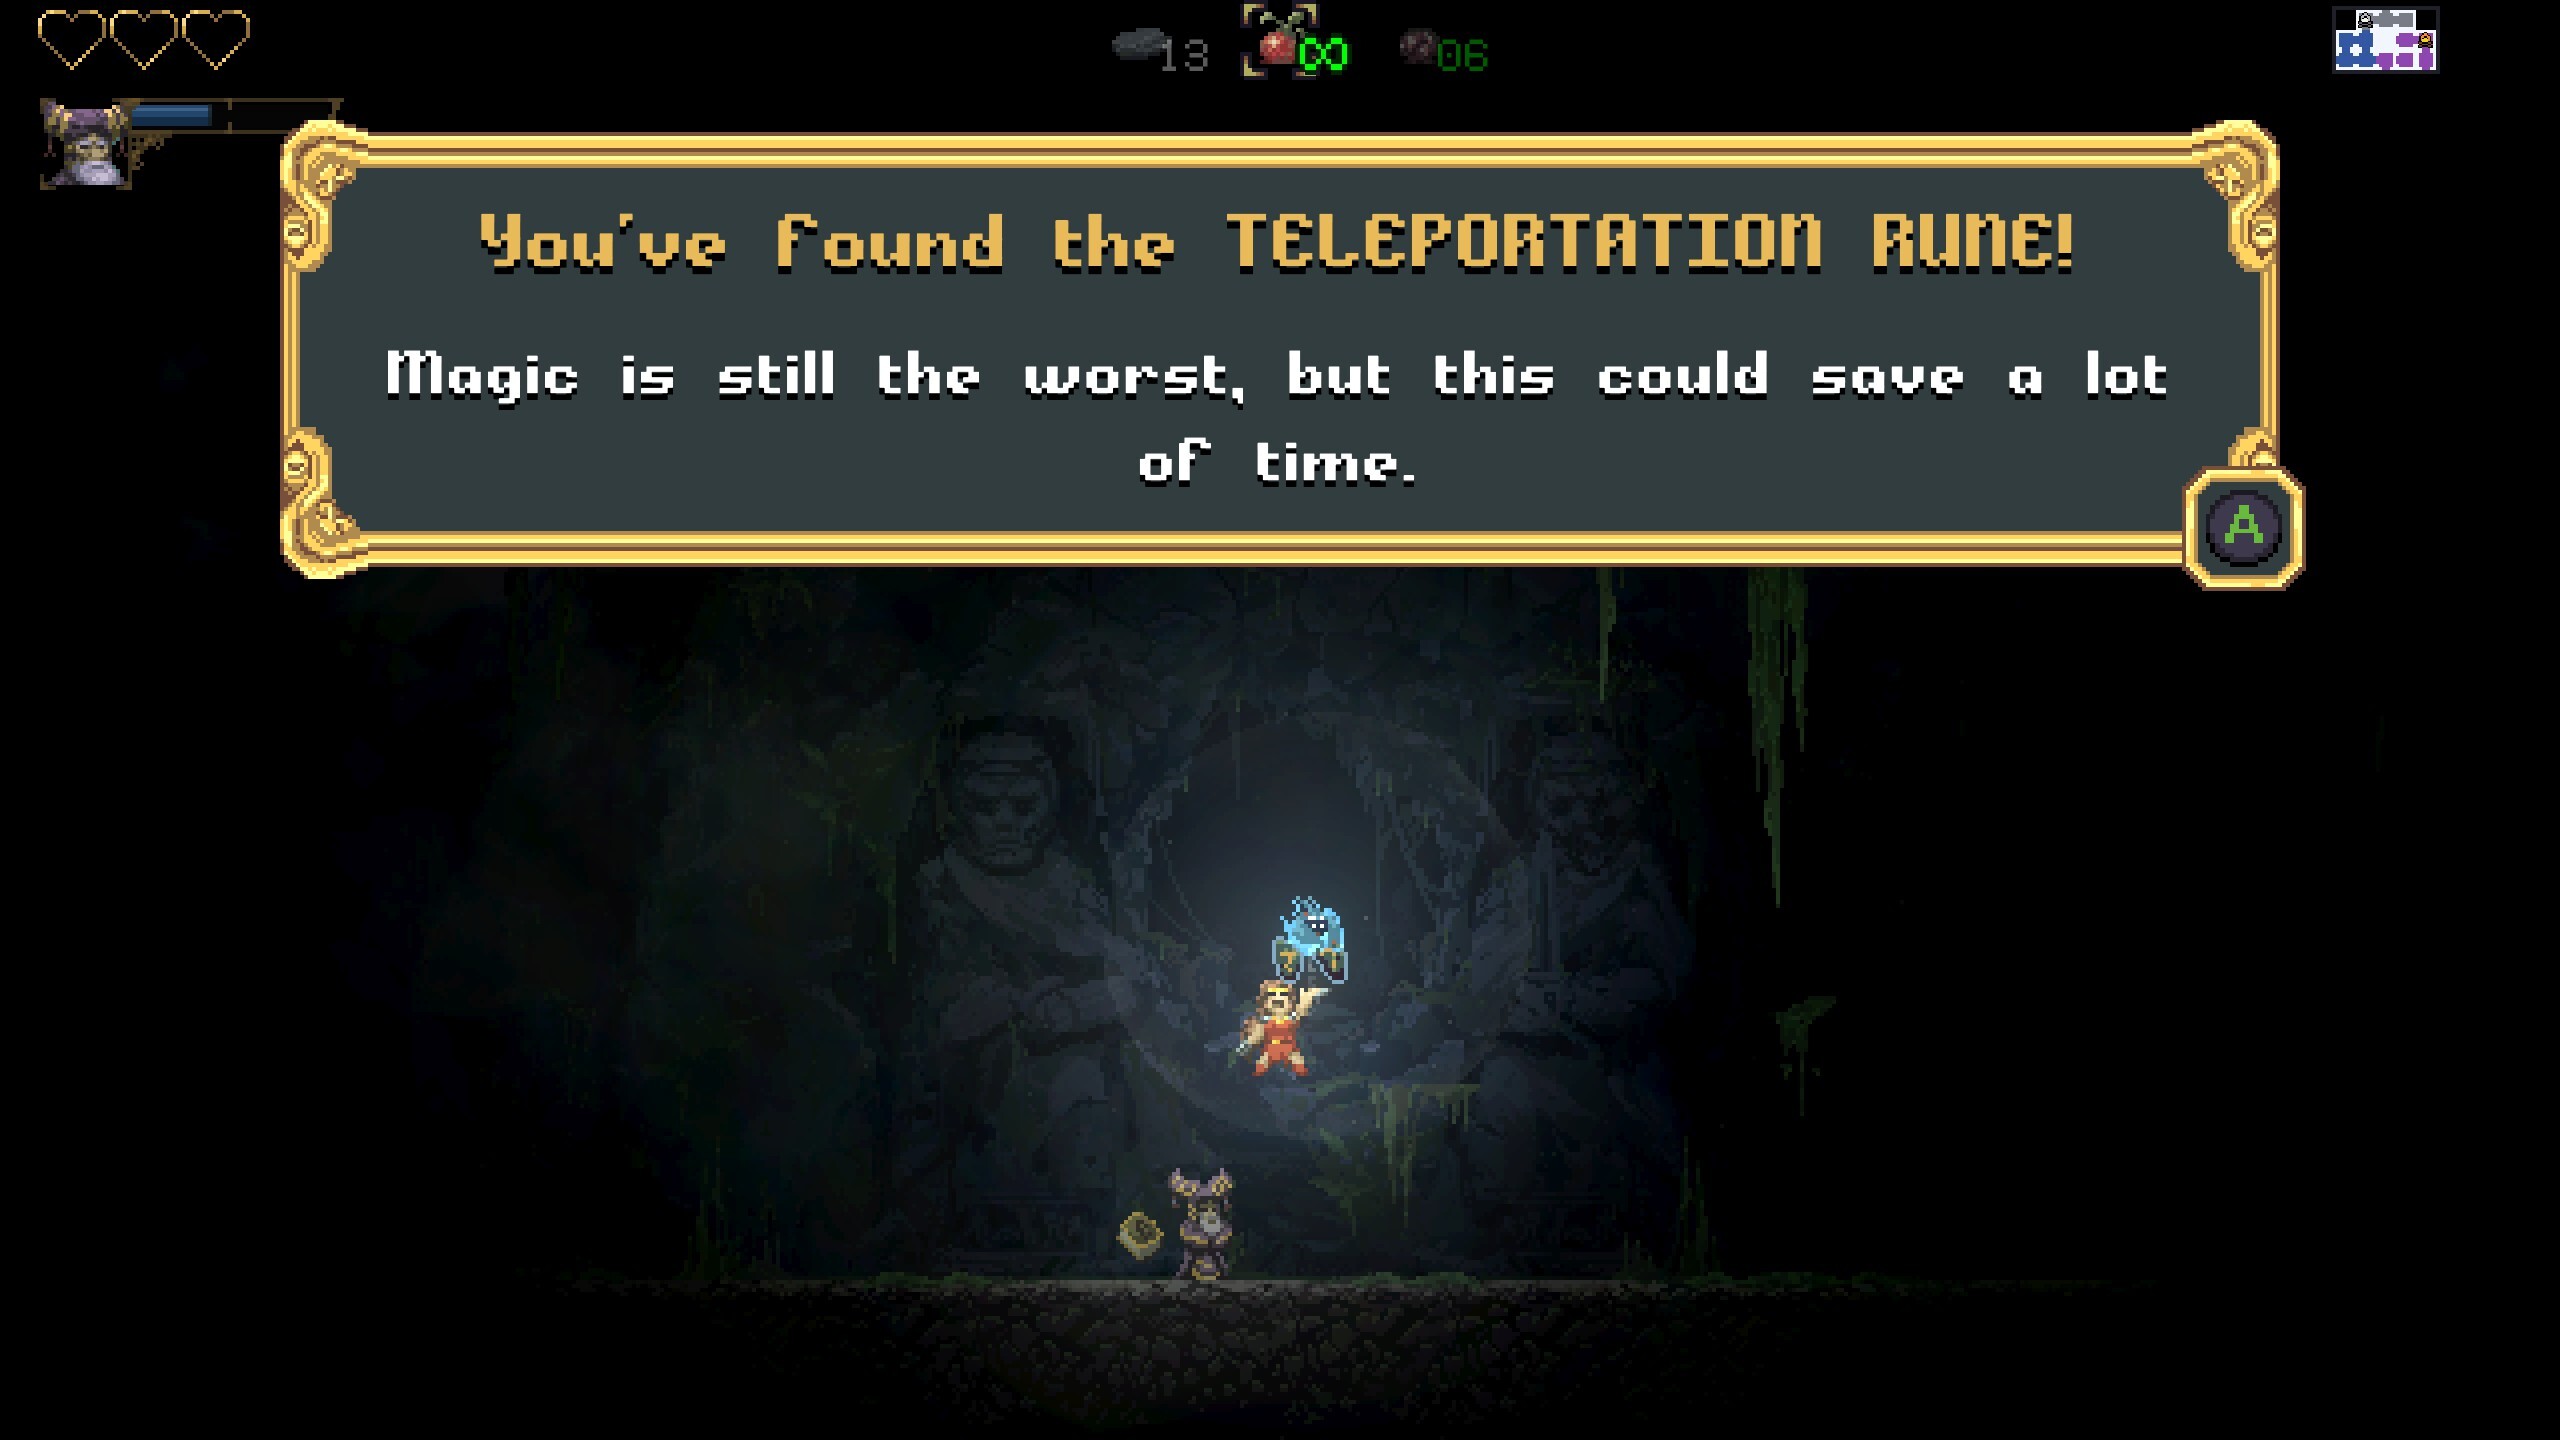 13 ∞ 06
You've found the TELEPORTATION RUNE!
Magic is still the worst, but this could save a lot
of time.
A